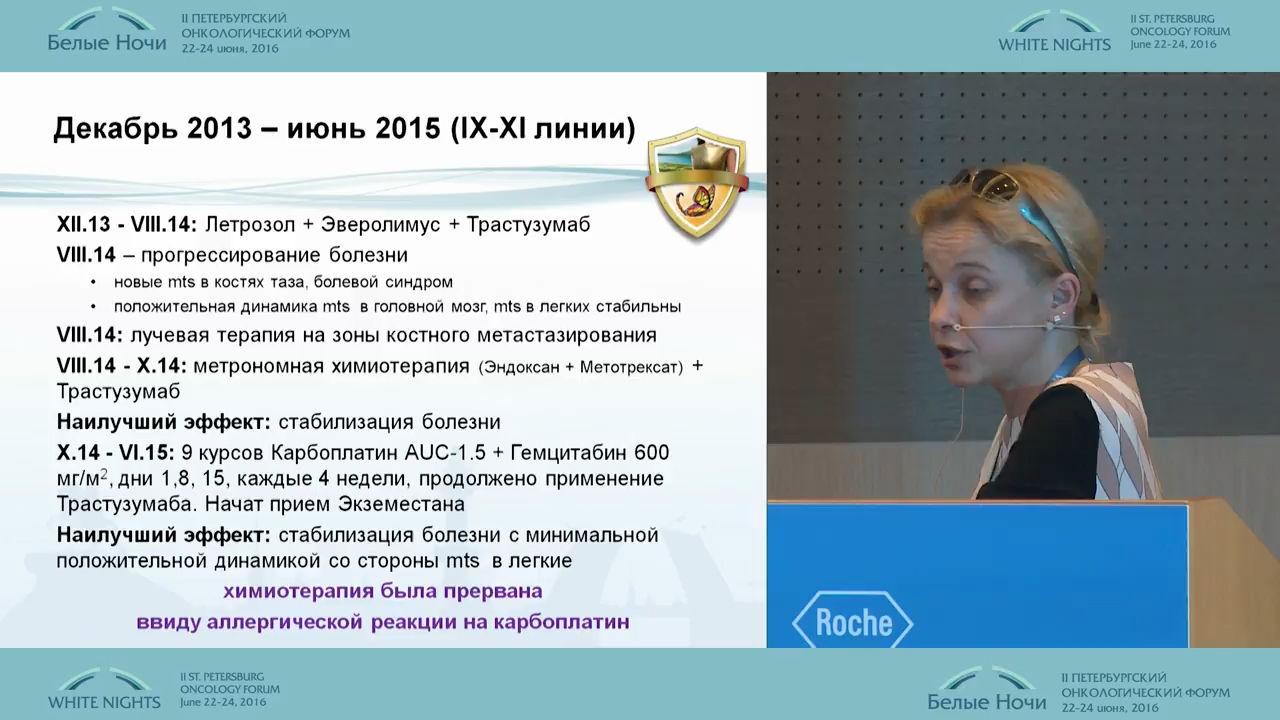 Белые Ночи
II ПЕТЕРБУРГСКИЙ
ОНКОЛОГИЧЕСКИЙ ФОРУМ
22-24 июня, 2016
WHITE NIGHTS
II ST. PETERSBURG
ONCOLOGY FORUM
June 22-24, 2016
Декабрь 2013 – июнь 2015 (IX-XI линии)
XII.13 - VIII.14: Летрозол + Эверолимус + Трастузумаб
VIII.14 – прогрессирование болезни
• новые mts в костях таза, болевой синдром
• положительная динамика mts в головной мозг, mts в легких стабильны
VIII.14: лучевая терапия на зоны костного метастазирования
VIII.14 - X.14: метрономная химиотерапия (Эндоксан + Метотрексат) +
Трастузумаб
Наилучший эффект: стабилизация болезни
X.14 - VI.15: 9 курсов Карбоплатин AUC-1.5 + Гемцитабин 600
мг/м², дни 1,8, 15, каждые 4 недели, продолжено применение
Трастузумаба. Начат прием Экземестана
Наилучший эффект: стабилизация болезни с минимальной
положительной динамикой со стороны mts в легкие
химиотерапия была прервана
ввиду аллергической реакции на карбоплатин
Roche
WHITE NIGHTS
II ST. PETERSBURG
ONCOLOGY FORUM
June 22-24, 2016
Белые Ночи
II ПЕТЕРБУРГСКИЙ
ОНКОЛОГИЧЕСКИЙ ФОРУМ
22-24 июня, 2016